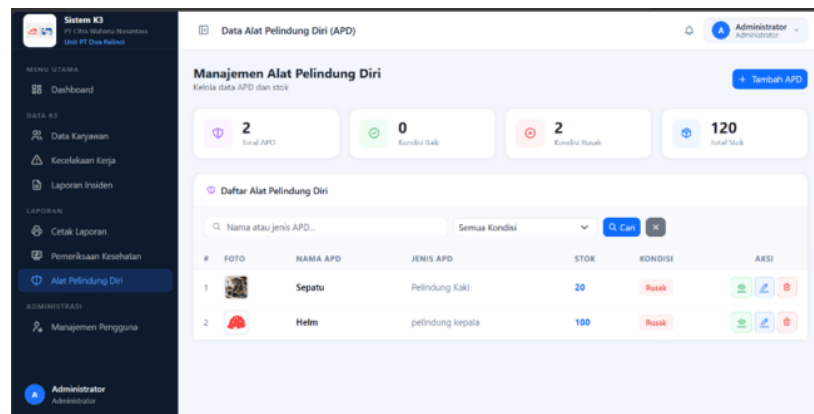 Sistem K3
PT Citra Wahana Nusantara
Unit PT Dua Kelinci
Data Alat Pelindung Diri (APD)
A
Administrator
Administrator
MENU UTAMA
Dashboard
DATA K3
Data Karyawan
Kecelakaan Kerja
Laporan Insiden
LAPORAN
Cetak Laporan
Pemeriksaan Kesehatan
Alat Pelindung Diri
ADMINISTRASI
Manajemen Pengguna
A
Administrator
Administrator
Manajemen Alat Pelindung Diri
Kelola data APD dan stok
+ Tambah APD
2
Total APD
0
Kondisi Baik
2
Kondisi Rusak
120
Total Stok
Daftar Alat Pelindung Diri
Nama atau jenis APD...
Semua Kondisi
Cari
# FOTO NAMA APD JENIS APD STOK KONDISI AKSI
1 Sepatu Pelindung Kaki 20 Rusak
2 Helm pelindung kepala 100 Rusak